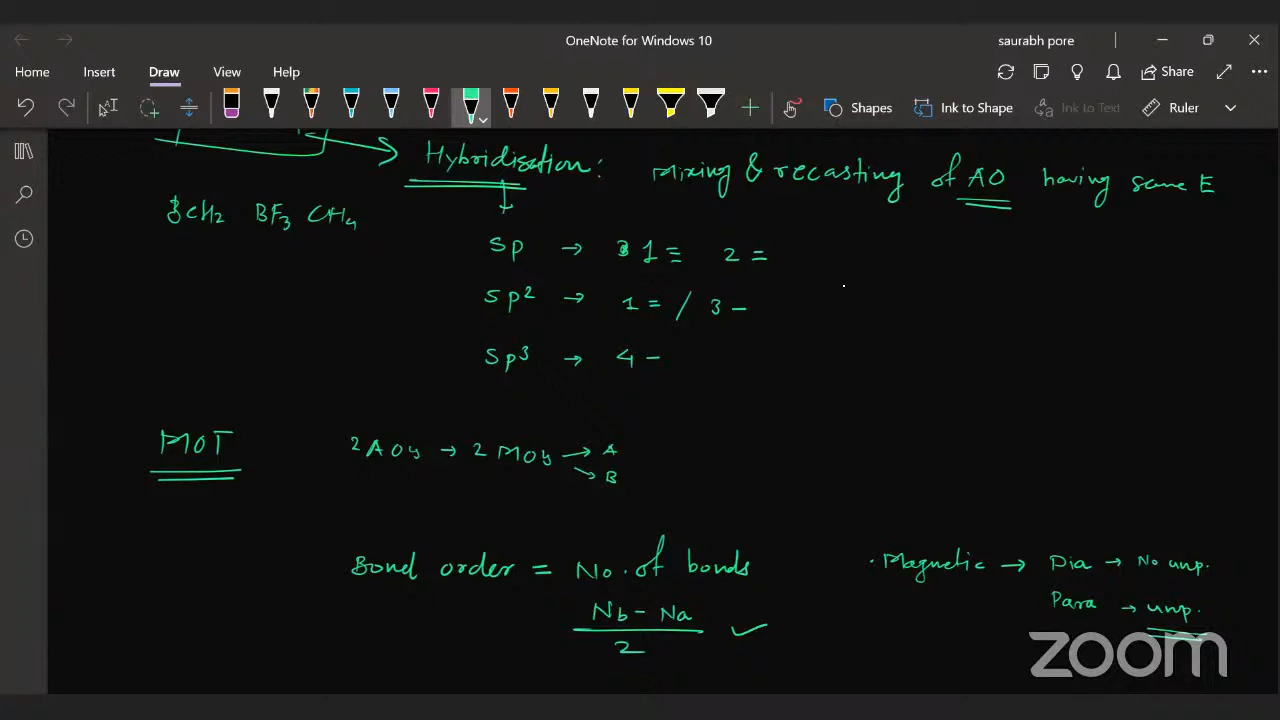 OneNote for Windows 10
saurabh pore
Home Insert Draw View Help
Share
Shapes Ink to Shape Ink to Text Ruler
Hybridisation: Mixing & recasting of AO having same E
BF3 CH4
Sp → 1 ≡ 2 =
Sp² → 1 = / 3 -
Sp³ → 4 -
MOT 2 AOs → 2 MOs → A
→ B
Bond order = No. of bonds
Nb - Na
2
. Magnetic → Dia → No unp.
Para → unp.
zoom